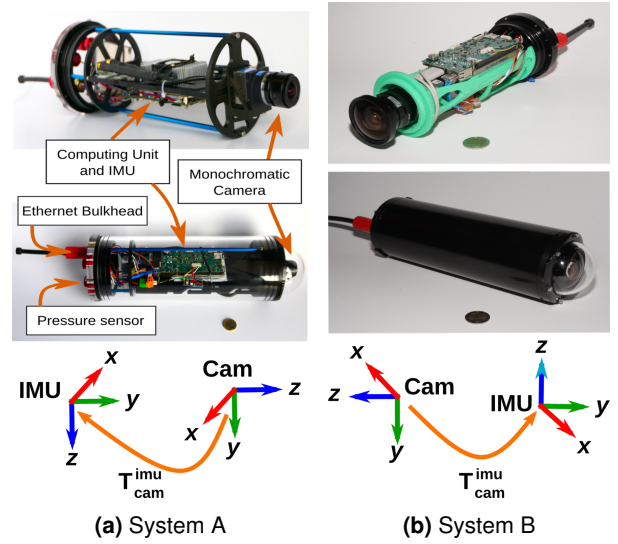 Computing Unit
and IMU
Monochromatic
Camera
Ethernet Bulkhead
Pressure sensor
x
IMU
y
z
Cam
z
x
y
T imu cam
(a) System A
x
z
Cam
y
z
IMU
y
x
T imu cam
(b) System B